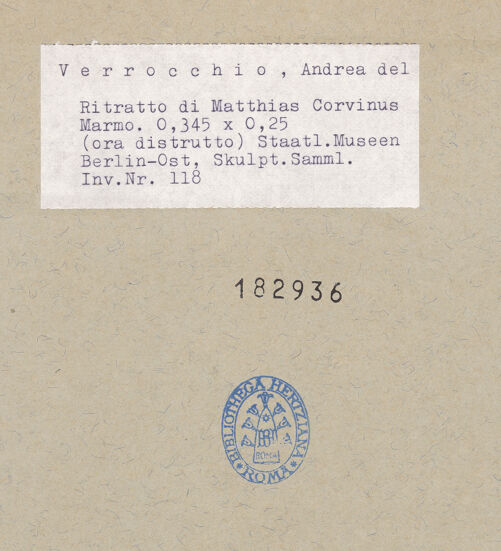 Verrocchio, Andrea del
Ritratto di Matthias Corvinus
Marmo. 0,345 x 0,25
(ora distrutto) Staatl.Museen
Berlin-Ost, Skulpt.Samml.
Inv.Nr. 118
182936
BIBLIOTHECA HERTZIANA
ROMA
ROMA